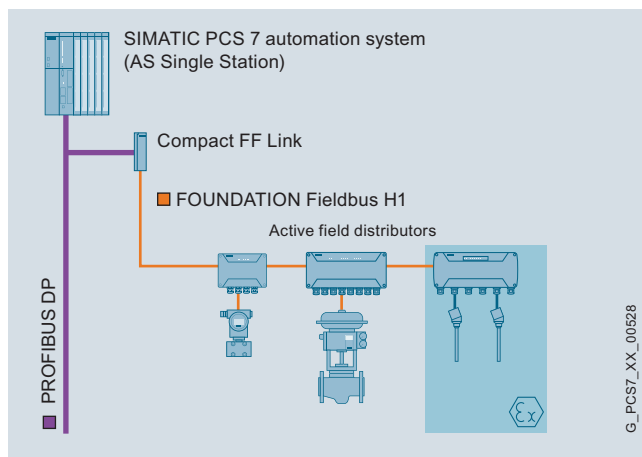 SIMATIC PCS 7 automation system
(AS Single Station)
Compact FF Link
FOUNDATION Fieldbus H1
Active field distributors
PROFIBUS DP
Ex
G_PCS7_XX_00528